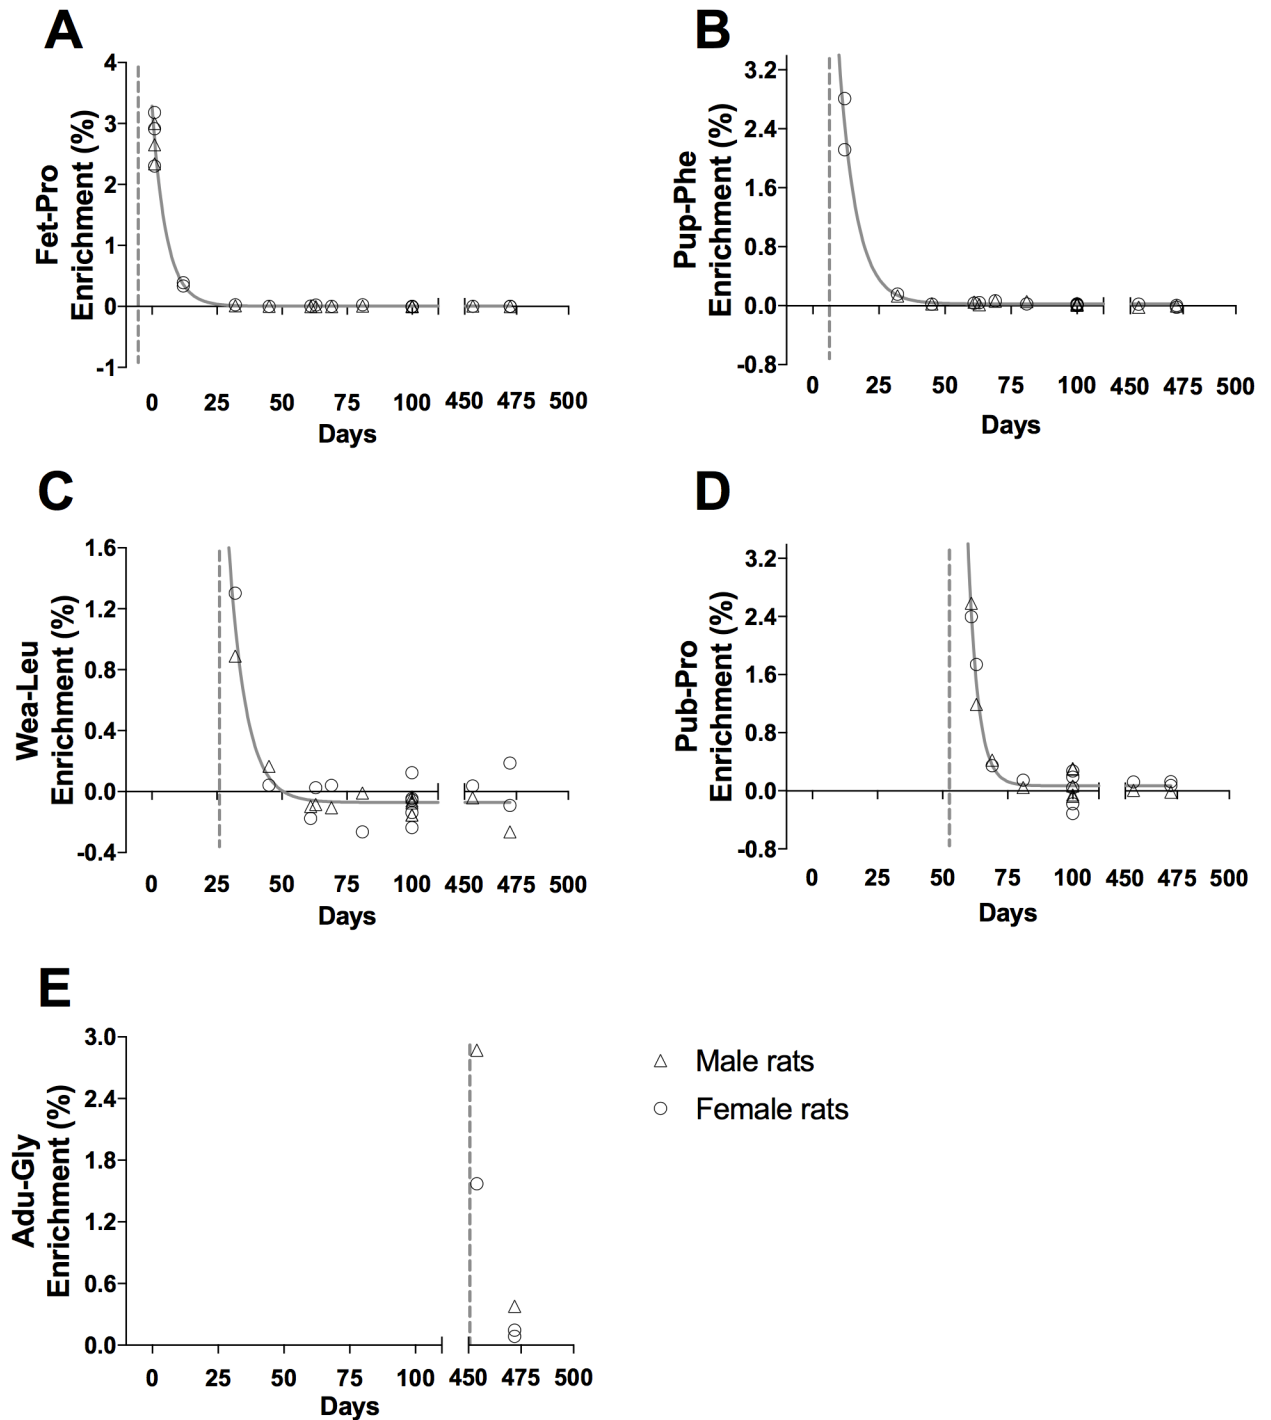 A
Fet-Pro
Enrichment (%)
4
3
2
1
0
-1
0 25 50 75 100 450 475 500
Days
B
Pup-Phe
Enrichment (%)
3.2
2.4
1.6
0.8
0.0
-0.8
0 25 50 75 100 450 475 500
Days
C
Wea-Leu
Enrichment (%)
1.6
1.2
0.8
0.4
0.0
-0.4
0 25 50 75 100 450 475 500
Days
D
Pub-Pro
Enrichment (%)
3.2
2.4
1.6
0.8
0.0
-0.8
0 25 50 75 100 450 475 500
Days
E
Adu-Gly
Enrichment (%)
3.0
2.4
1.8
1.2
0.6
0.0
0 25 50 75 100 450 475 500
Days
Male rats
Female rats